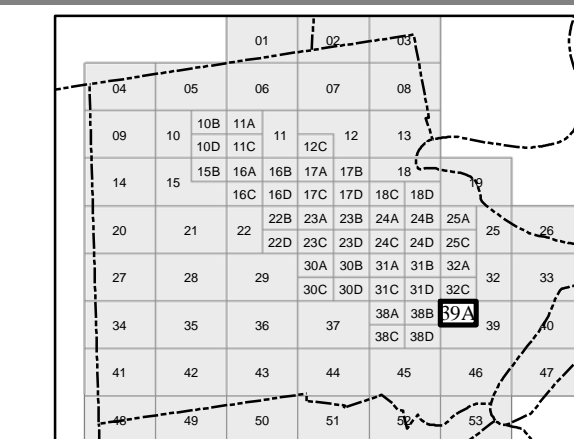 01 02 03
04 05 06 07 08
10B 11A
09 10 11 12 13
10D 11C 12C
15B 16A 16B 17A 17B
14 15 18 19
16C 16D 17C 17D 18C 18D
22B 23A 23B 24A 24B 25A
20 21 22 25 26
22D 23C 23D 24C 24D 25C
30A 30B 31A 31B 32A
27 28 29 32 33
30C 30D 31C 31D 32C
38A 38B 39A
34 35 36 37 39 40
38C 38D
41 42 43 44 45 46 47
48 49 50 51 52 53